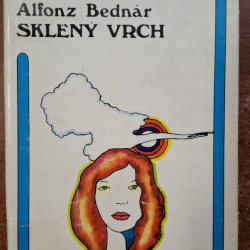 Alfonz Bednár
SKLENÝ VRCH